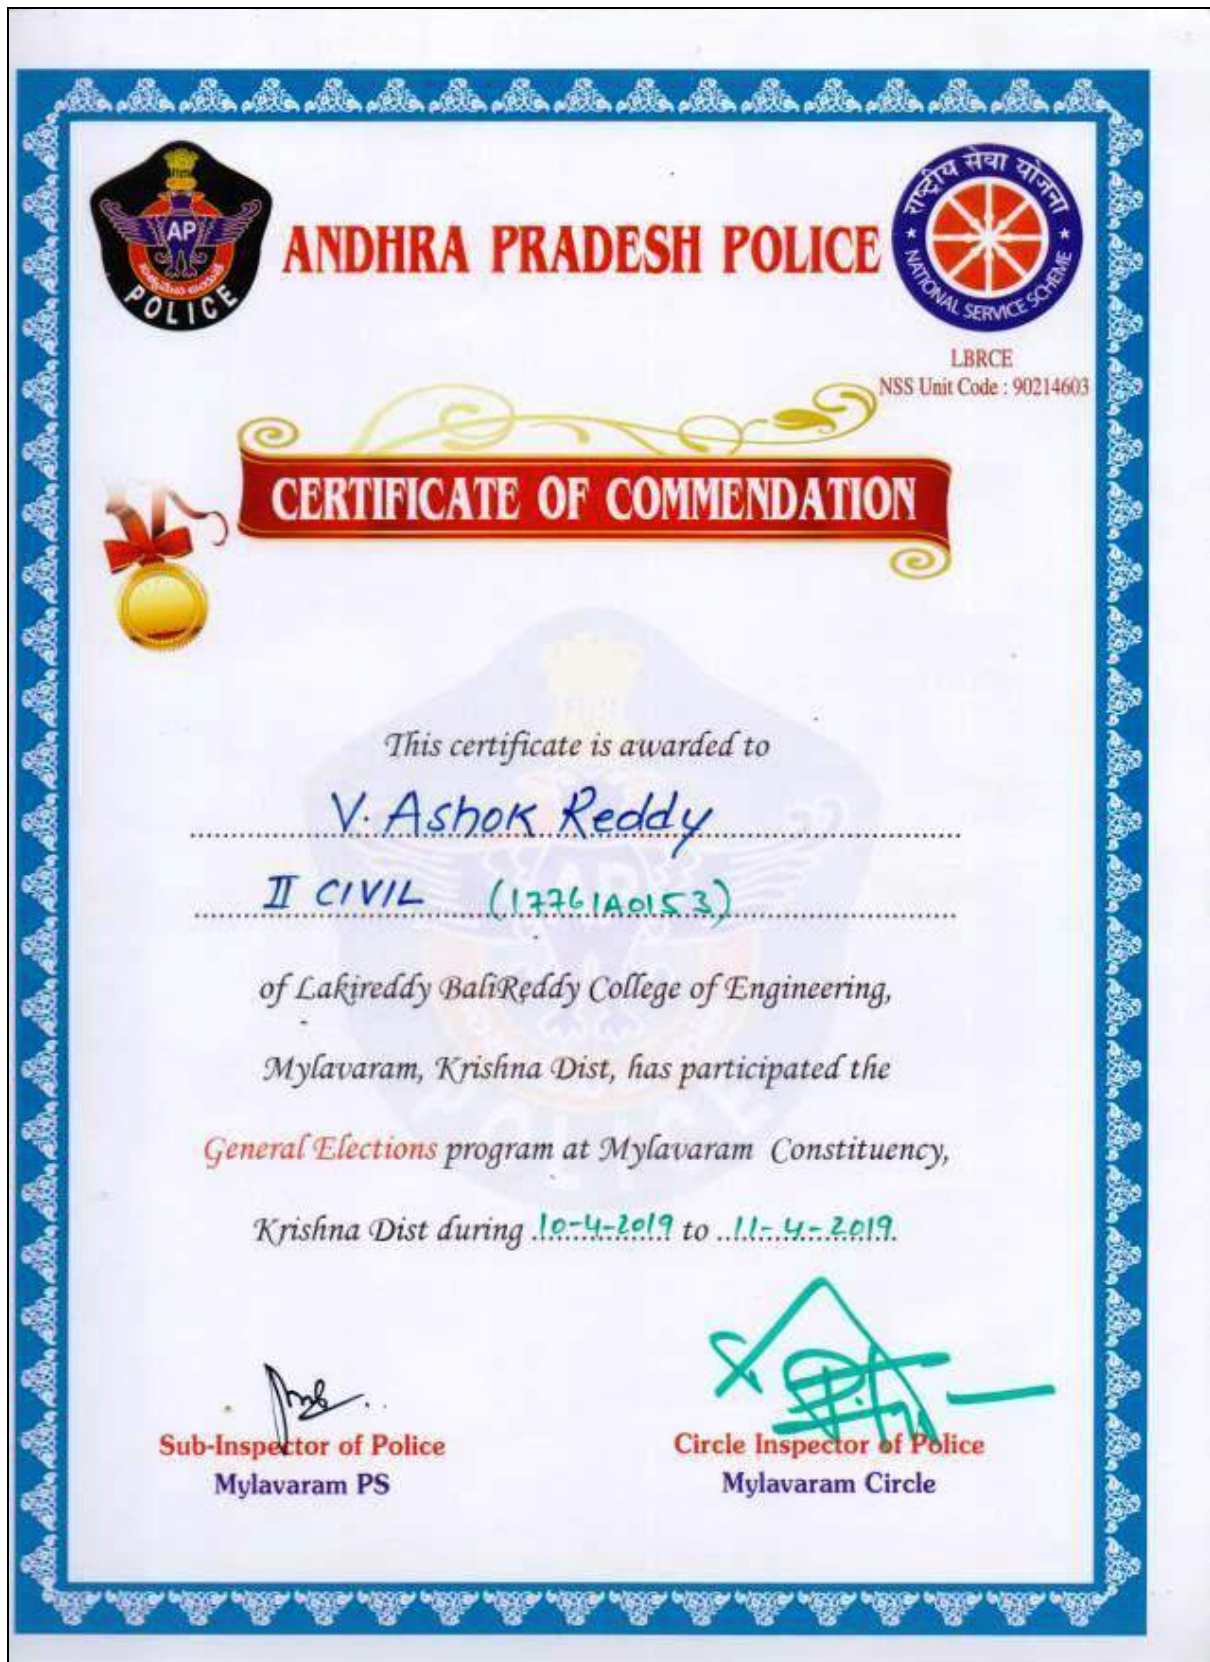 ANDHRA PRADESH POLICE
AP
POLICE
राष्ट्रीय सेवा योजना
NATIONAL SERVICE SCHEME
LBRCE
NSS Unit Code : 90214603
CERTIFICATE OF COMMENDATION
This certificate is awarded to
V. Ashok Reddy
II CIVIL (17761A0153)
of Lakireddy BaliReddy College of Engineering,
Mylavaram, Krishna Dist, has participated the
General Elections program at Mylavaram Constituency,
Krishna Dist during 10-4-2019 to 11-4-2019
Sub-Inspector of Police
Mylavaram PS
Circle Inspector of Police
Mylavaram Circle